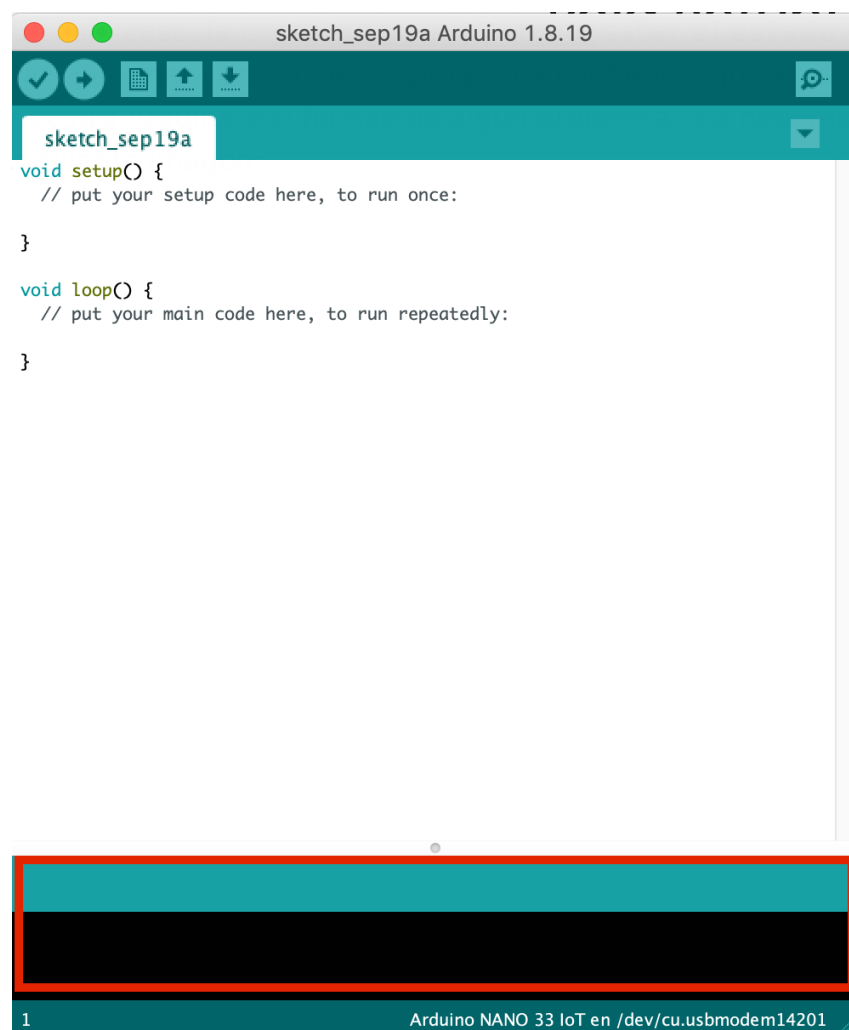 sketch_sep19a Arduino 1.8.19
sketch_sep19a
void setup() {
  // put your setup code here, to run once:
}
void loop() {
  // put your main code here, to run repeatedly:
}
1 Arduino NANO 33 IoT en /dev/cu.usbmodem14201